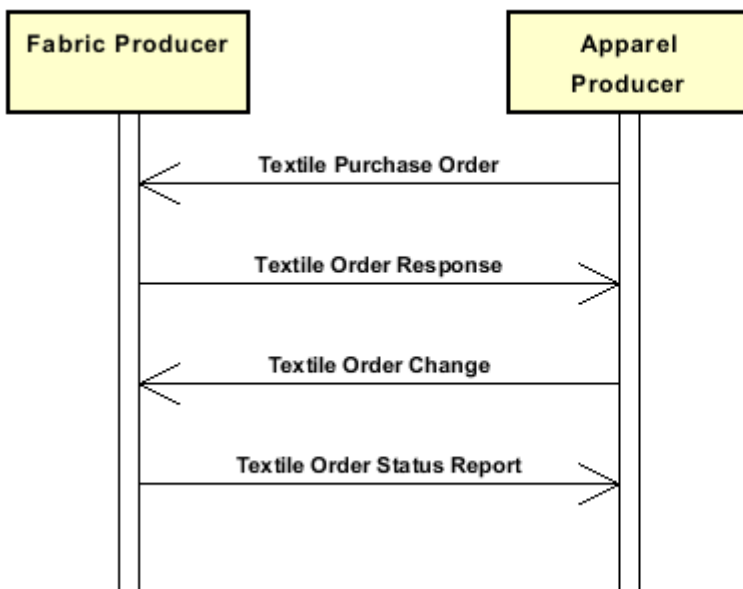 Fabric Producer
Apparel
Producer
Textile Purchase Order
Textile Order Response
Textile Order Change
Textile Order Status Report